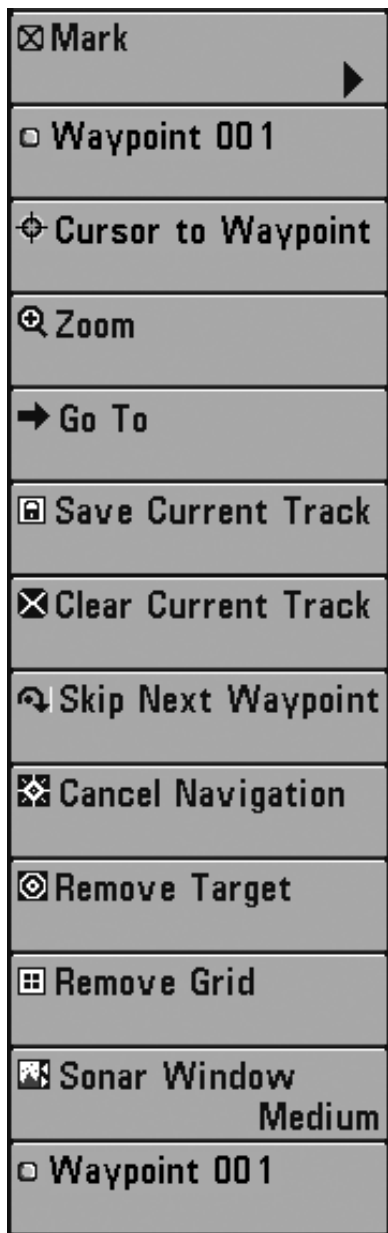 Mark
Waypoint 001
Cursor to Waypoint
Zoom
Go To
Save Current Track
Clear Current Track
Skip Next Waypoint
Cancel Navigation
Remove Target
Remove Grid
Sonar Window
Medium
Waypoint 001